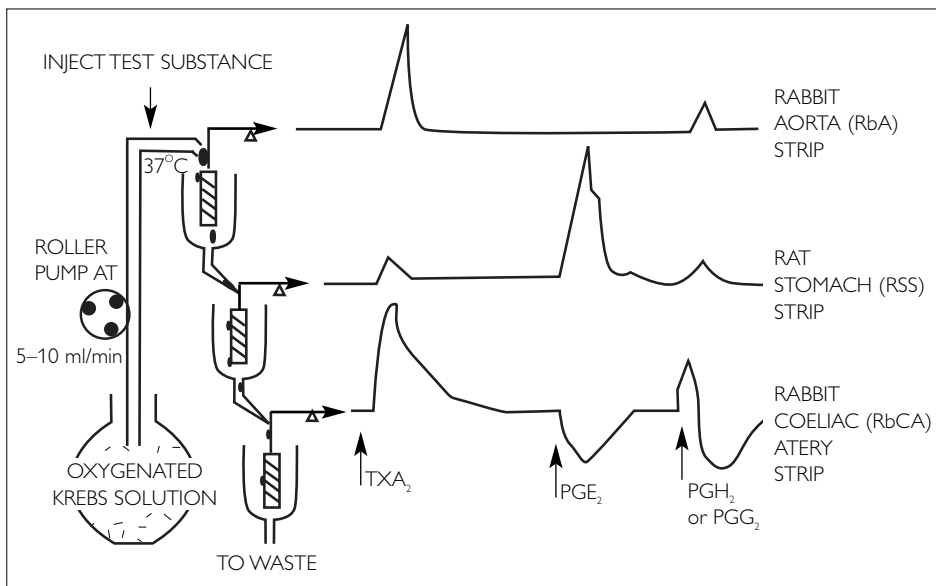 INJECT TEST SUBSTANCE
37°C
ROLLER
PUMP AT
5–10 ml/min
OXYGENATED
KREBS SOLUTION
TO WASTE
RABBIT
AORTA (RbA)
STRIP
RAT
STOMACH (RSS)
STRIP
RABBIT
COELIAC (RbCA)
ATERY
STRIP
TXA₂
PGE₂
PGH₂
or PGG₂